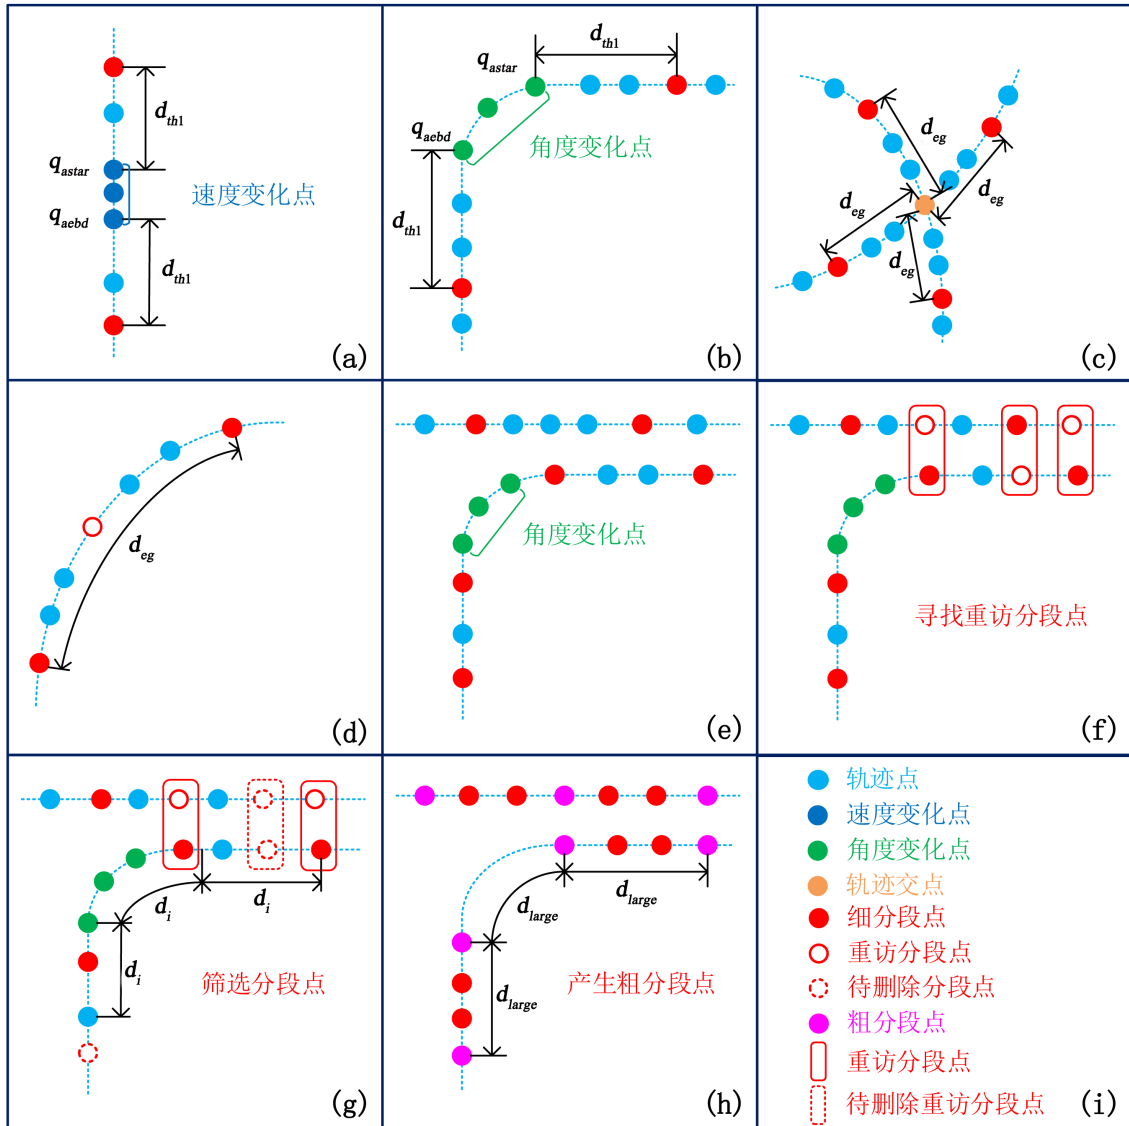 d_th1
q_astar
速度变化点
q_aebd
d_th1
(a)
d_th1
q_astar
q_aebd
角度变化点
d_th1
(b)
d_eg
d_eg
d_eg
d_eg
(c)
d_eg
(d)
角度变化点
(e)
寻找重访分段点
(f)
d_i
d_i
d_i
筛选分段点
(g)
d_large
d_large
d_large
产生粗分段点
(h)
轨迹点
速度变化点
角度变化点
轨迹交点
细分段点
重访分段点
待删除分段点
粗分段点
重访分段点
待删除重访分段点
(i)